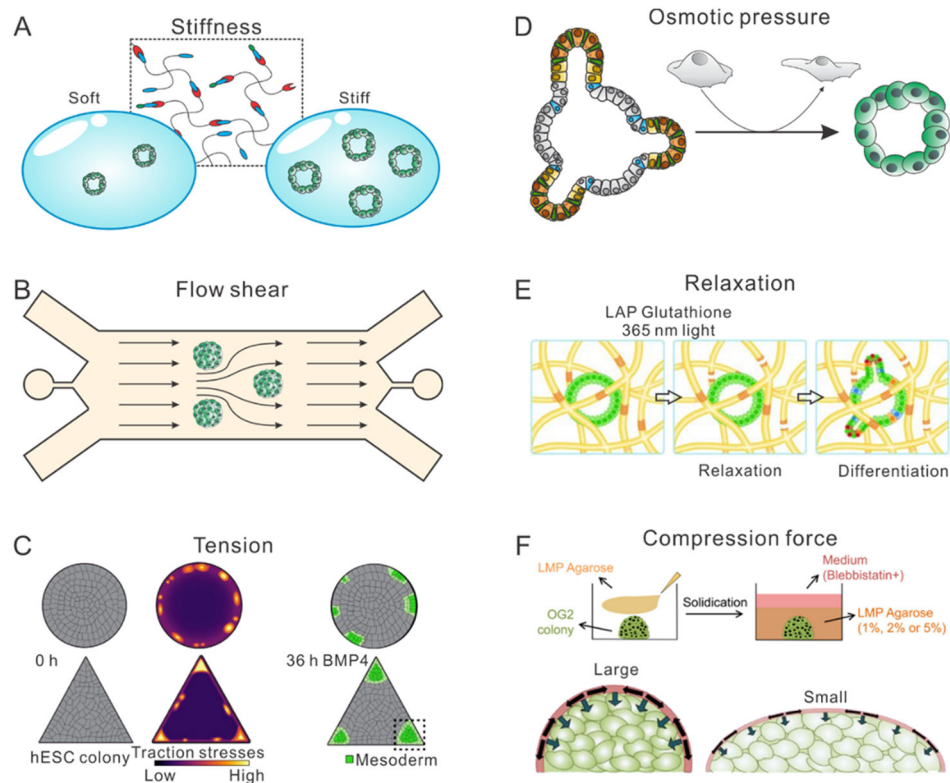 A
Stiffness
Soft
Stiff
B
Flow shear
C
Tension
0 h
36 h BMP4
hESC colony
Traction stresses
Low
High
Mesoderm
D
Osmotic pressure
E
Relaxation
LAP Glutathione
365 nm light
Relaxation
Differentiation
F
Compression force
LMP Agarose
OG2
colony
Solidication
Medium
(Blebbistatin+)
LMP Agarose
(1%, 2% or 5%)
Large
Small